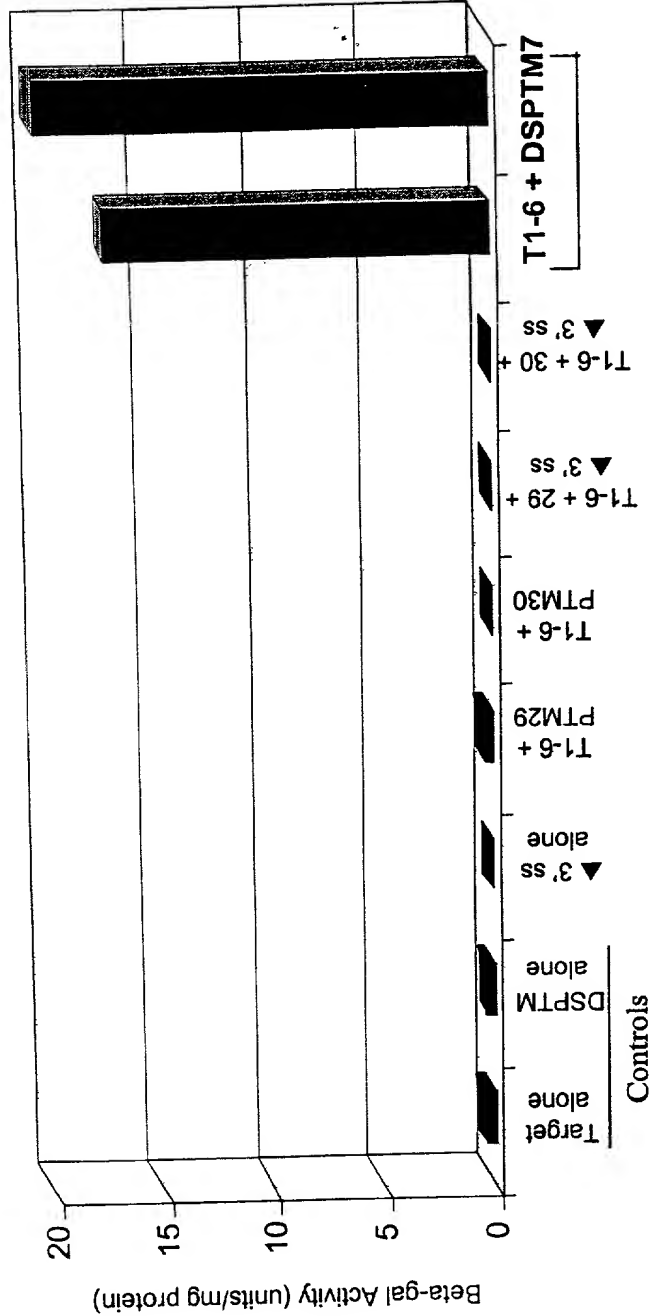 Beta-gal Activity (units/mg protein)
20
15
10
5
0
Target
alone
DSPTM
alone
▲ 3' ss
alone
T1-6 +
PTM29
T1-6 +
PTM30
T1-6 + 29 +
▲ 3' ss
T1-6 + 30 +
▲ 3' ss
T1-6 + DSPTM7
Controls